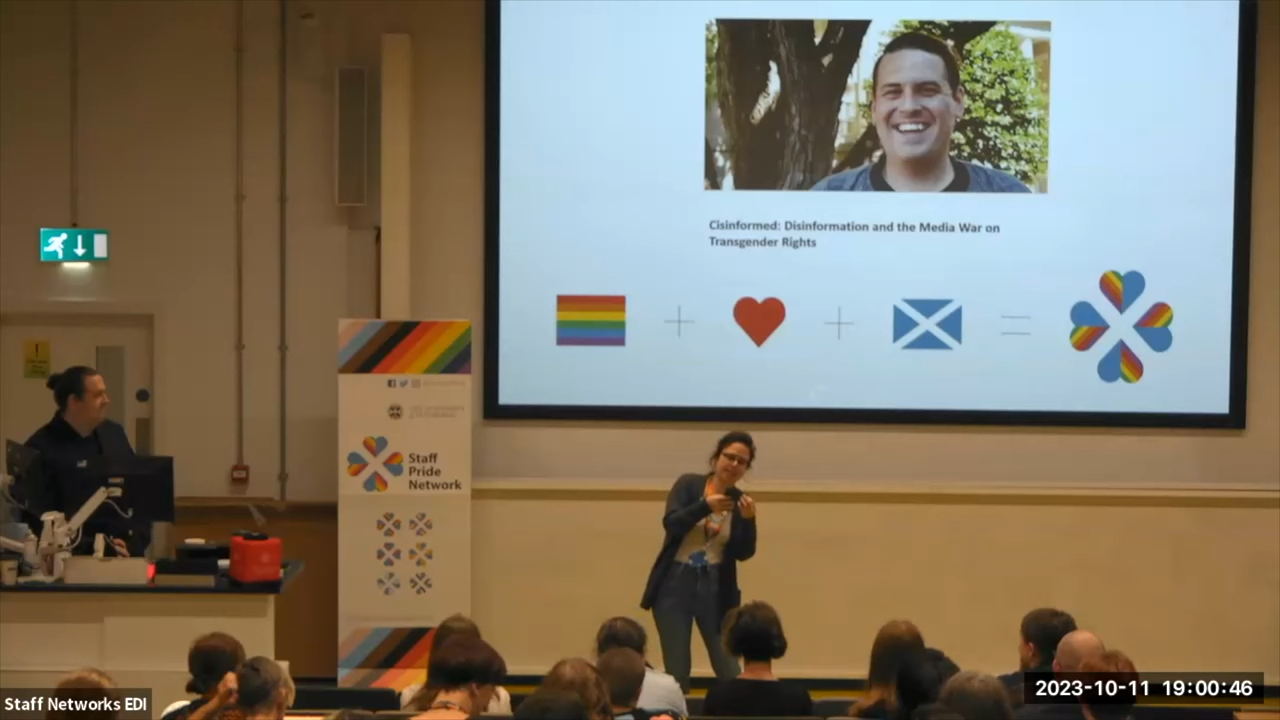 Cisinformed: Disinformation and the Media War on
Transgender Rights
Staff
Pride
Network
Staff Networks EDI
2023-10-11 19:00:46